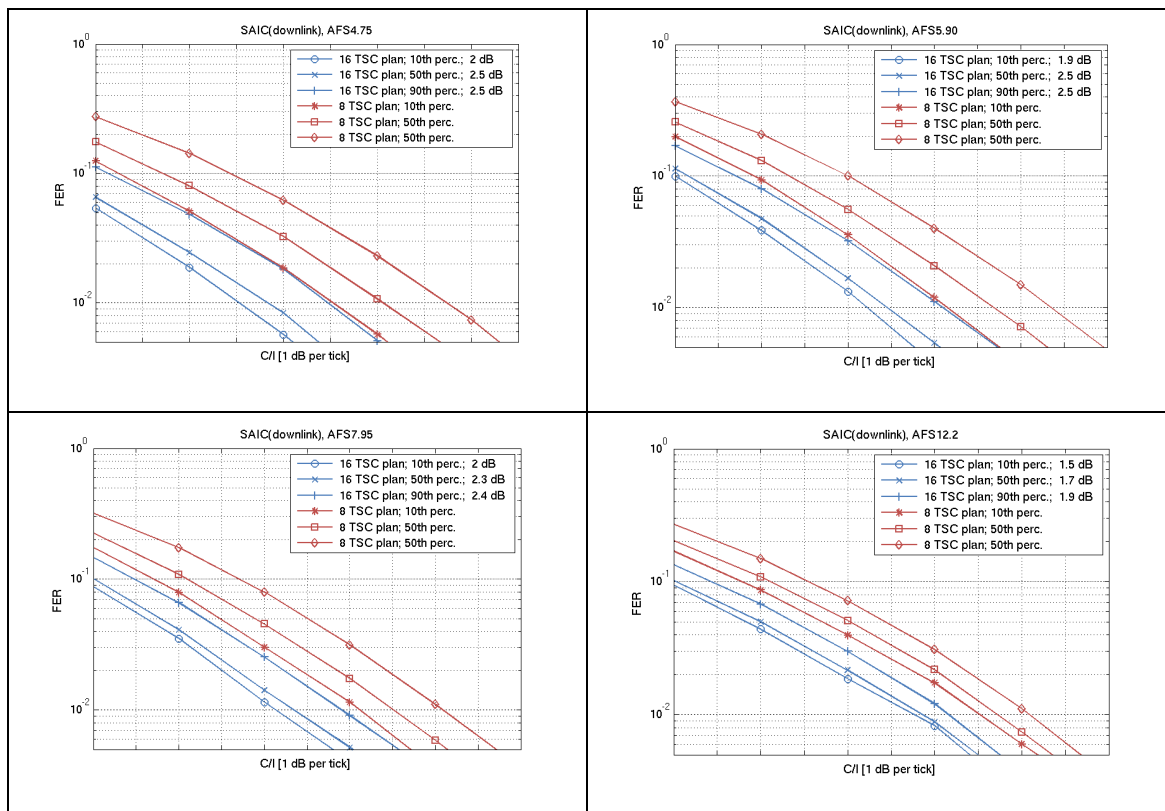 SAIC(downlink), AFS4.75
10^0
16 TSC plan; 10th perc.; 2 dB
16 TSC plan; 50th perc.; 2.5 dB
16 TSC plan; 90th perc.; 2.5 dB
8 TSC plan; 10th perc.
8 TSC plan; 50th perc.
8 TSC plan; 50th perc.
10^-1
FER
10^-2
C/I [1 dB per tick]
SAIC(downlink), AFS5.90
10^0
16 TSC plan; 10th perc.; 1.9 dB
16 TSC plan; 50th perc.; 2.5 dB
16 TSC plan; 90th perc.; 2.5 dB
8 TSC plan; 10th perc.
8 TSC plan; 50th perc.
8 TSC plan; 50th perc.
10^-1
FER
10^-2
C/I [1 dB per tick]
SAIC(downlink), AFS7.95
10^0
16 TSC plan; 10th perc.; 2 dB
16 TSC plan; 50th perc.; 2.3 dB
16 TSC plan; 90th perc.; 2.4 dB
8 TSC plan; 10th perc.
8 TSC plan; 50th perc.
8 TSC plan; 50th perc.
10^-1
FER
10^-2
C/I [1 dB per tick]
SAIC(downlink), AFS12.2
10^0
16 TSC plan; 10th perc.; 1.5 dB
16 TSC plan; 50th perc.; 1.7 dB
16 TSC plan; 90th perc.; 1.9 dB
8 TSC plan; 10th perc.
8 TSC plan; 50th perc.
8 TSC plan; 50th perc.
10^-1
FER
10^-2
C/I [1 dB per tick]